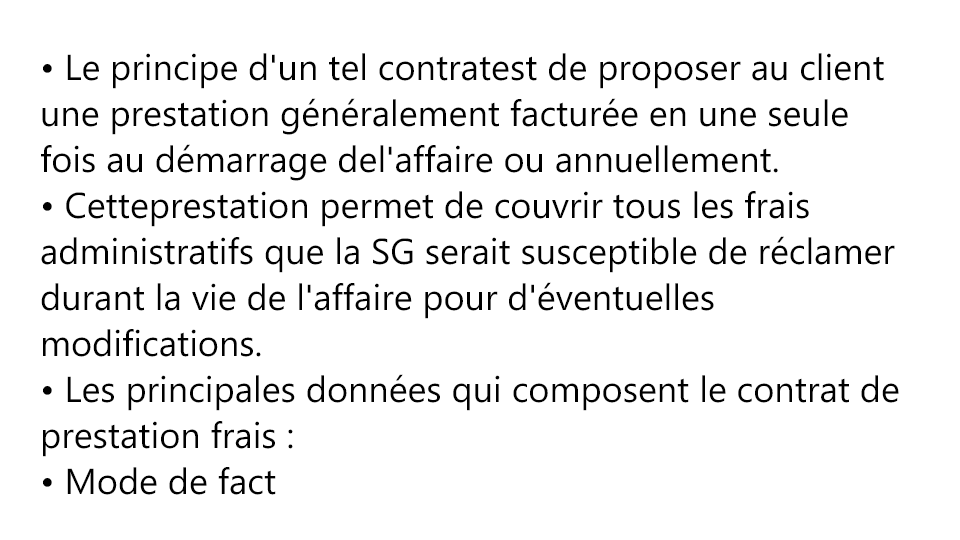 • Le principe d'un tel contratest de proposer au client
une prestation généralement facturée en une seule
fois au démarrage del'affaire ou annuellement.
• Cetteprestation permet de couvrir tous les frais
administratifs que la SG serait susceptible de réclamer
durant la vie de l'affaire pour d'éventuelles
modifications.
• Les principales données qui composent le contrat de
prestation frais :
• Mode de fact